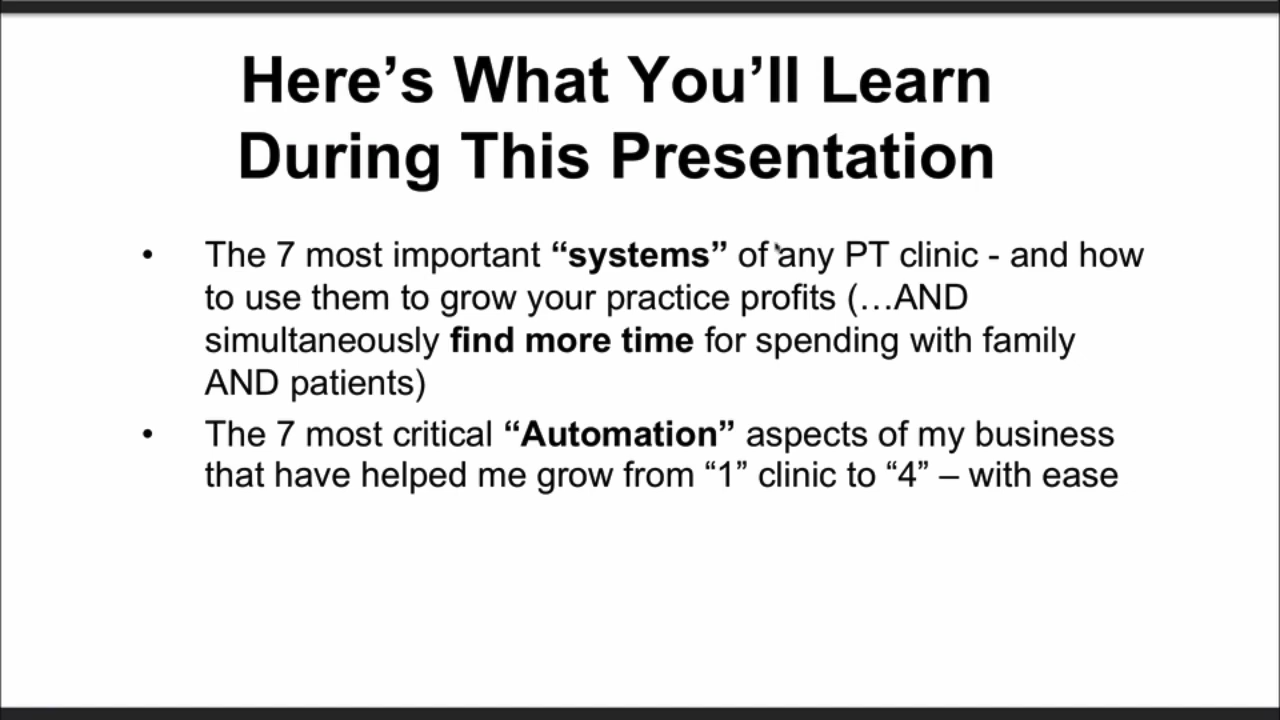 Here’s What You’ll Learn
During This Presentation
• The 7 most important “systems” of any PT clinic - and how
to use them to grow your practice profits (…AND
simultaneously find more time for spending with family
AND patients)
• The 7 most critical “Automation” aspects of my business
that have helped me grow from “1” clinic to “4” – with ease